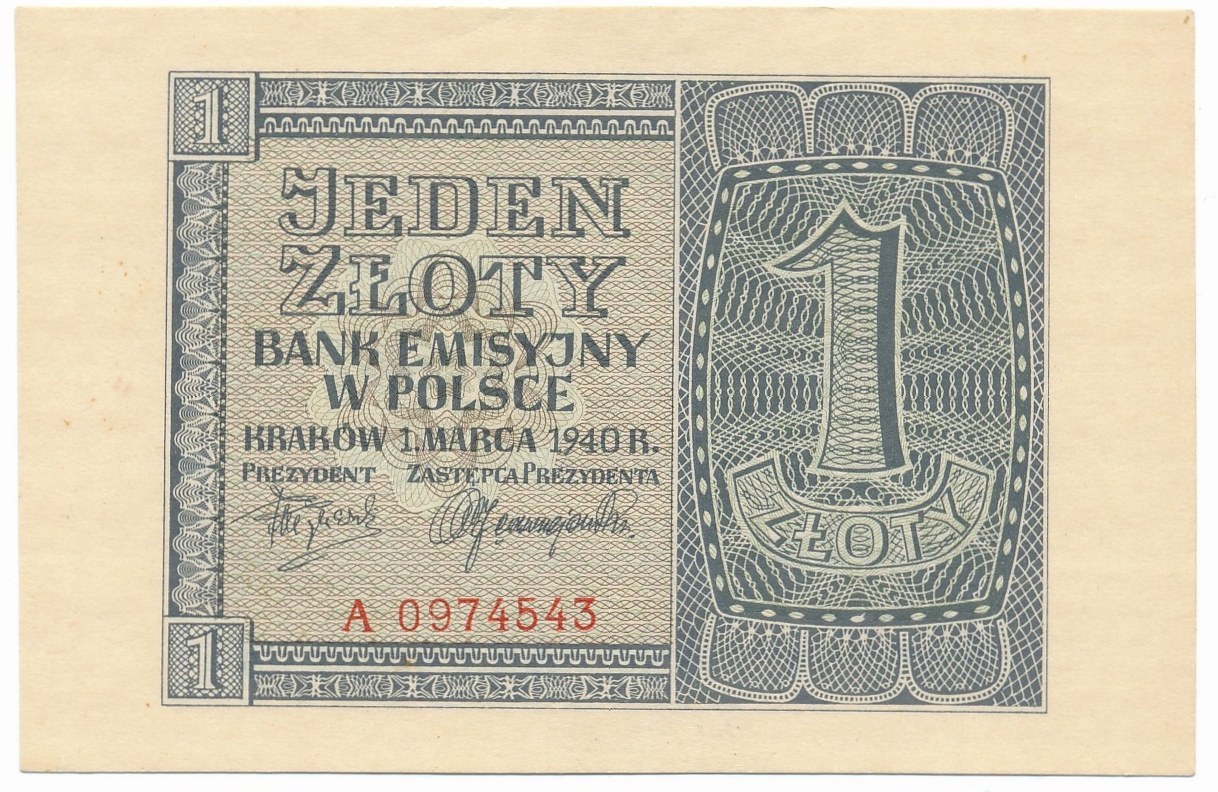 1
JEDEN
ZŁOTY
BANK EMISYJNY
W POLSCE
KRAKÓW 1. MARCA 1940 R.
PREZYDENT ZASTĘPCA PREZYDENTA
A 0974543
1
1
ZŁOTY